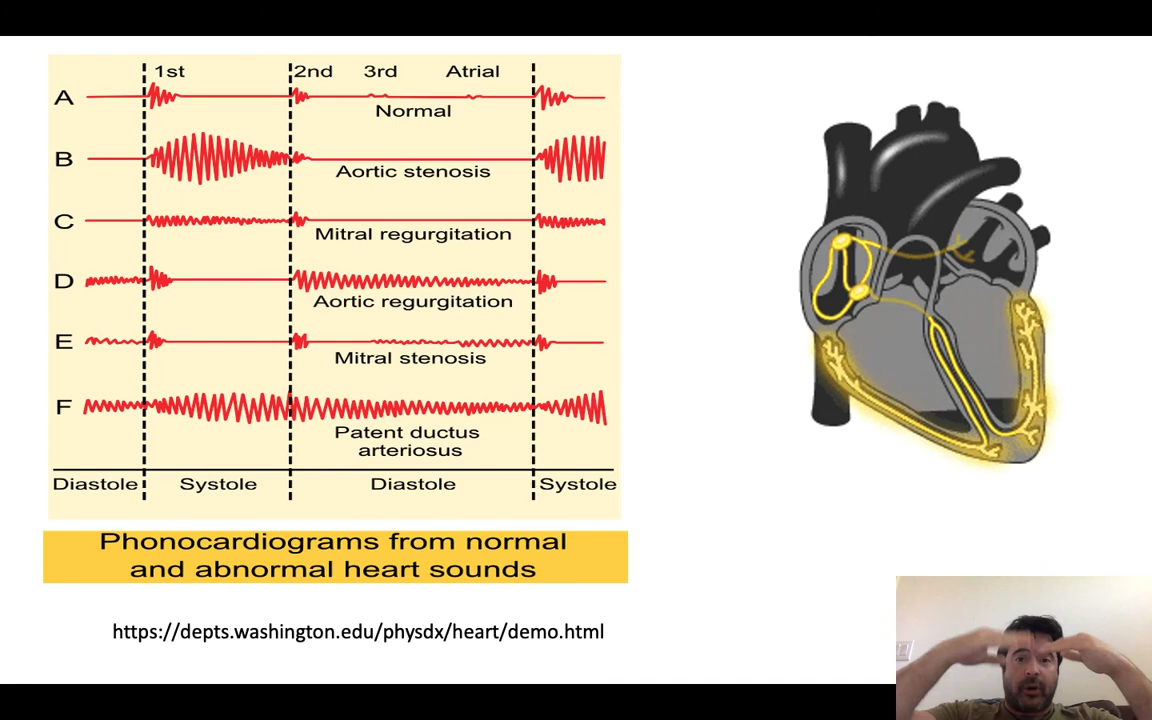 1st 2nd 3rd Atrial
A
Normal
B
Aortic stenosis
C
Mitral regurgitation
D
Aortic regurgitation
E
Mitral stenosis
F
Patent ductus
arteriosus
Diastole Systole Diastole Systole
Phonocardiograms from normal
and abnormal heart sounds
https://depts.washington.edu/physdx/heart/demo.html